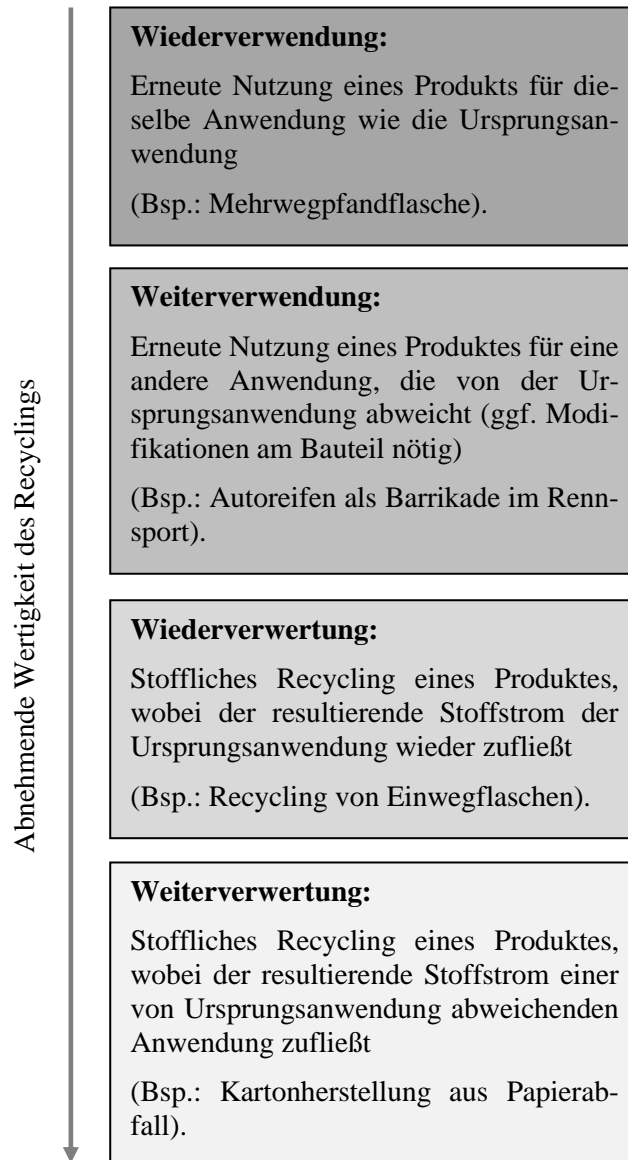 Abnehmende Wertigkeit des Recyclings
Wiederverwendung:
Erneute Nutzung eines Produkts für die-
selbe Anwendung wie die Ursprungsan-
wendung
(Bsp.: Mehrwegpfandflasche).
Weiterverwendung:
Erneute Nutzung eines Produktes für eine
andere Anwendung, die von der Ur-
sprungsanwendung abweicht (ggf. Modi-
fikationen am Bauteil nötig)
(Bsp.: Autoreifen als Barrikade im Renn-
sport).
Wiederverwertung:
Stoffliches Recycling eines Produktes,
wobei der resultierende Stoffstrom der
Ursprungsanwendung wieder zufließt
(Bsp.: Recycling von Einwegflaschen).
Weiterverwertung:
Stoffliches Recycling eines Produktes,
wobei der resultierende Stoffstrom einer
von Ursprungsanwendung abweichenden
Anwendung zufließt
(Bsp.: Kartonherstellung aus Papierab-
fall).